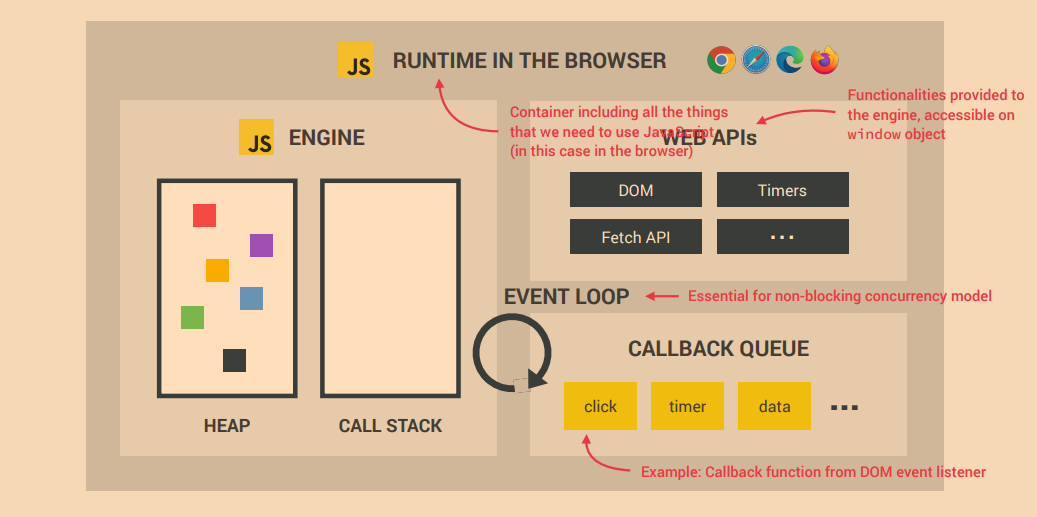 JS RUNTIME IN THE BROWSER
Functionalities provided to
the engine, accessible on
window object
Container including all the things
that we need to use JavaScript
(in this case in the browser)
JS ENGINE
WEB APIs
DOM
Timers
Fetch API
...
EVENT LOOP
Essential for non-blocking concurrency model
CALLBACK QUEUE
click
timer
data
...
HEAP
CALL STACK
Example: Callback function from DOM event listener